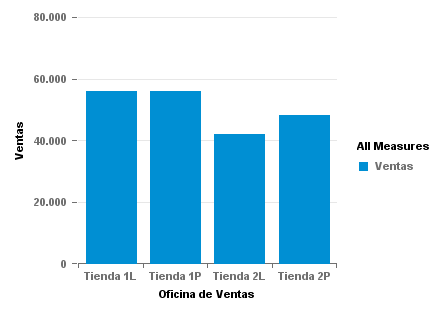 80.000
60.000
40.000
20.000
0
Ventas
Tienda 1L Tienda 1P Tienda 2L Tienda 2P
Oficina de Ventas
All Measures
Ventas